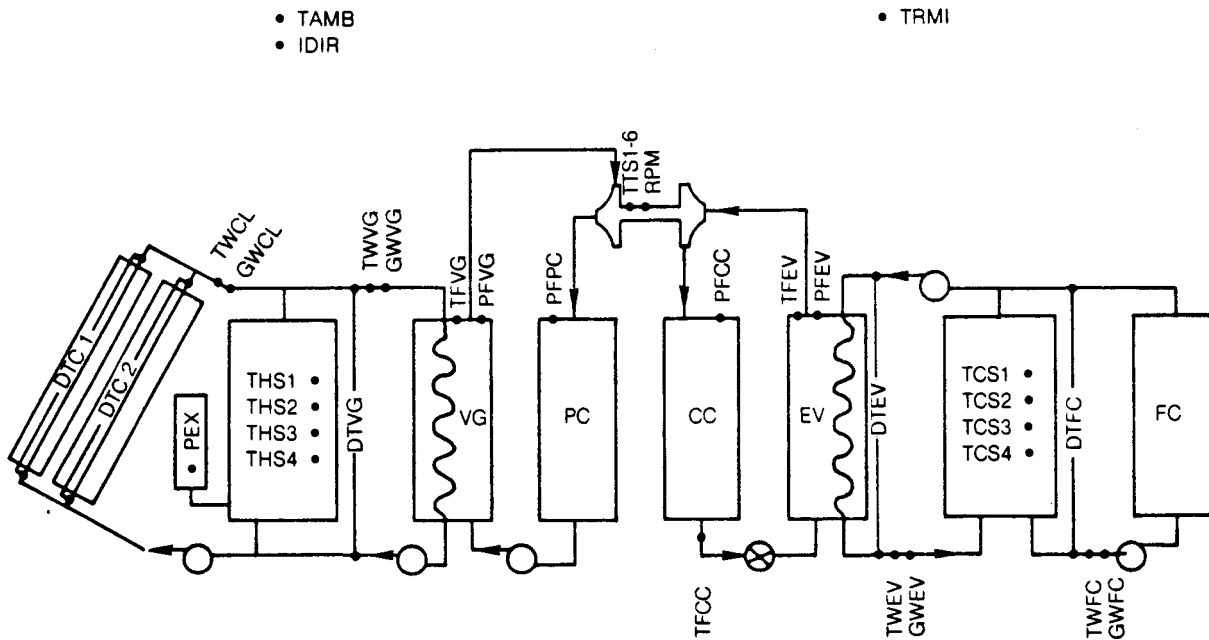 • TAMB
• IDIR
• TRMI
TTS1-6
RPM
TWCL
GWCL
TWVG
GWVG
TFVG
PFVG
PFPC
PFCC
TFEV
PFEV
DTC 1
DTC 2
PEX
THS1
THS2
THS3
THS4
DTVG
VG
PC
CC
EV
DTEV
TCS1
TCS2
TCS3
TCS4
DTFC
FC
TFCC
TWEV
GWEV
TWFC
GWFC